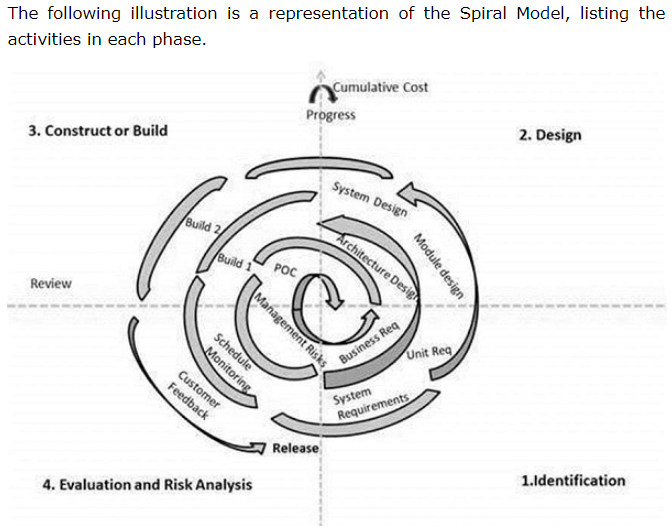 The following illustration is a representation of the Spiral Model, listing the
activities in each phase.
Cumulative Cost
Progress
3. Construct or Build
2. Design
System Design
Build 2
Architecture Design
Module design
Build 1
POC
Review
Management Risks
Business Req
Unit Req
Schedule
Monitoring
Customer
Feedback
System
Requirements
Release
4. Evaluation and Risk Analysis
1.Identification